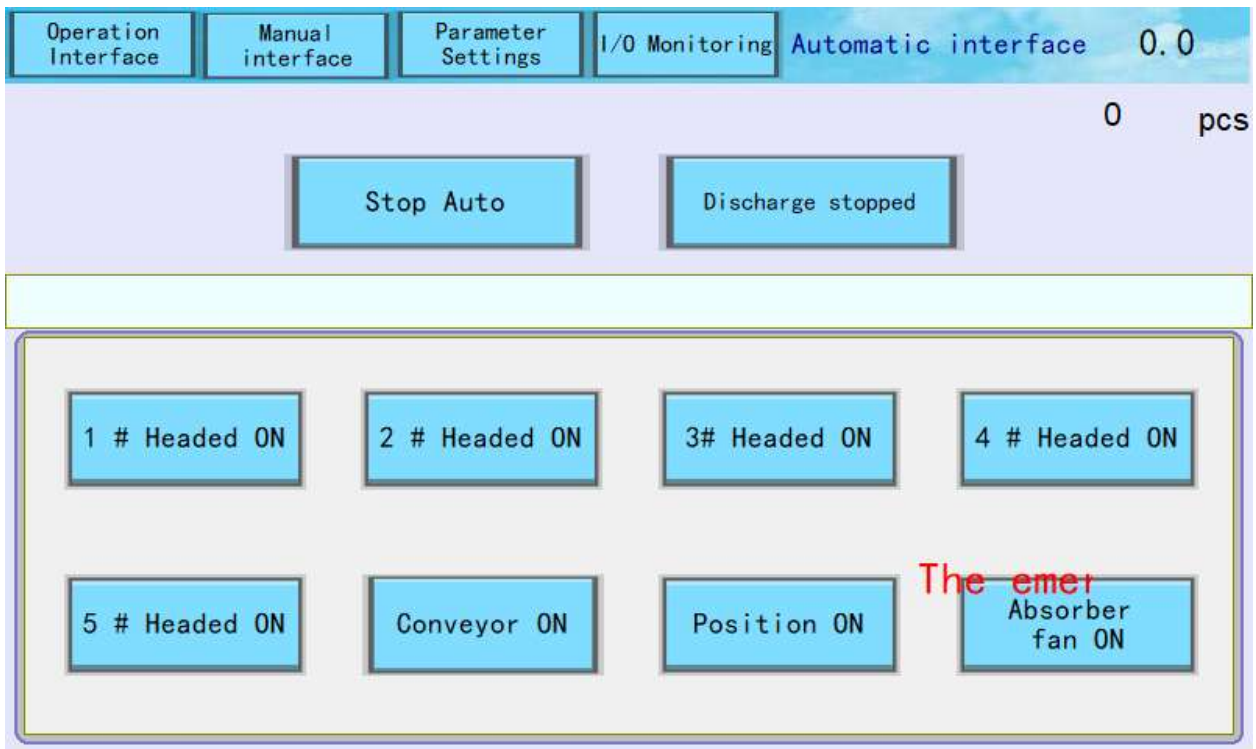 Operation
Interface
Manual
interface
Parameter
Settings
I/O Monitoring
Automatic interface
0.0
0 pcs
Stop Auto
Discharge stopped
1 # Headed ON
2 # Headed ON
3# Headed ON
4 # Headed ON
The emer
5 # Headed ON
Conveyor ON
Position ON
Absorber
fan ON